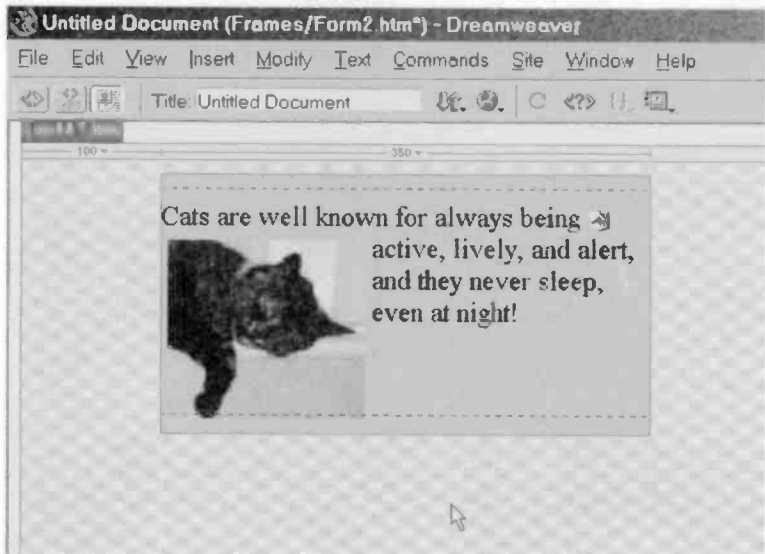 Untitled Document (Frames/Form2.htm*) - Dreamweaver
File Edit View Insert Modify Text Commands Site Window Help
Title: Untitled Document
100 350
Cats are well known for always being
active, lively, and alert,
and they never sleep,
even at night!